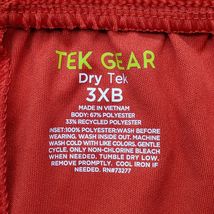 TEK GEAR
Dry Tek
3XB
MADE IN VIETNAM
BODY: 67% POLYESTER
33% RECYCLED POLYESTER
INSET:100% POLYESTER:WASH BEFORE
WEARING. WASH INSIDE OUT. MACHINE
WASH COLD WITH LIKE COLORS. GENTLE
CYCLE. ONLY NON-CHLORINE BLEACH
WHEN NEEDED. TUMBLE DRY LOW.
REMOVE PROMPTLY. COOL IRON IF
NEEDED. RN#73277